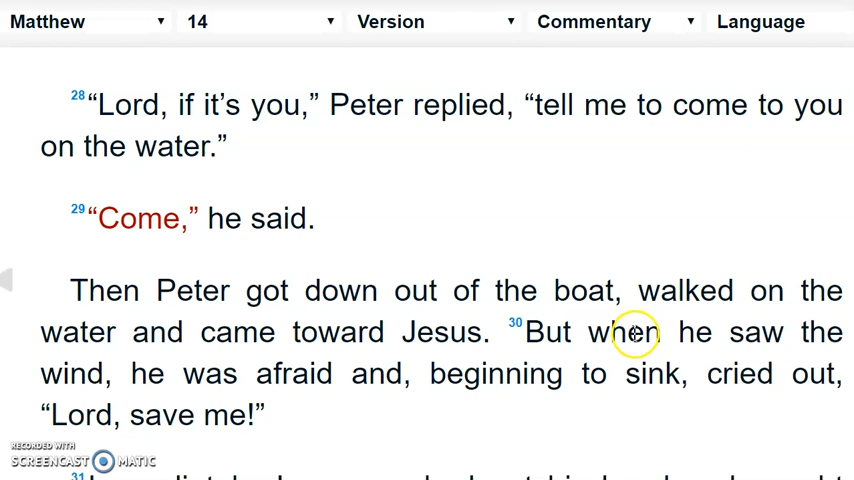 Matthew 14 Version Commentary Language
28 “Lord, if it’s you,” Peter replied, “tell me to come to you
on the water.”
29 “Come,” he said.
Then Peter got down out of the boat, walked on the
water and came toward Jesus. 30 But when he saw the
wind, he was afraid and, beginning to sink, cried out,
“Lord, save me!”
RECORDED WITH
SCREENCAST MATIC
31